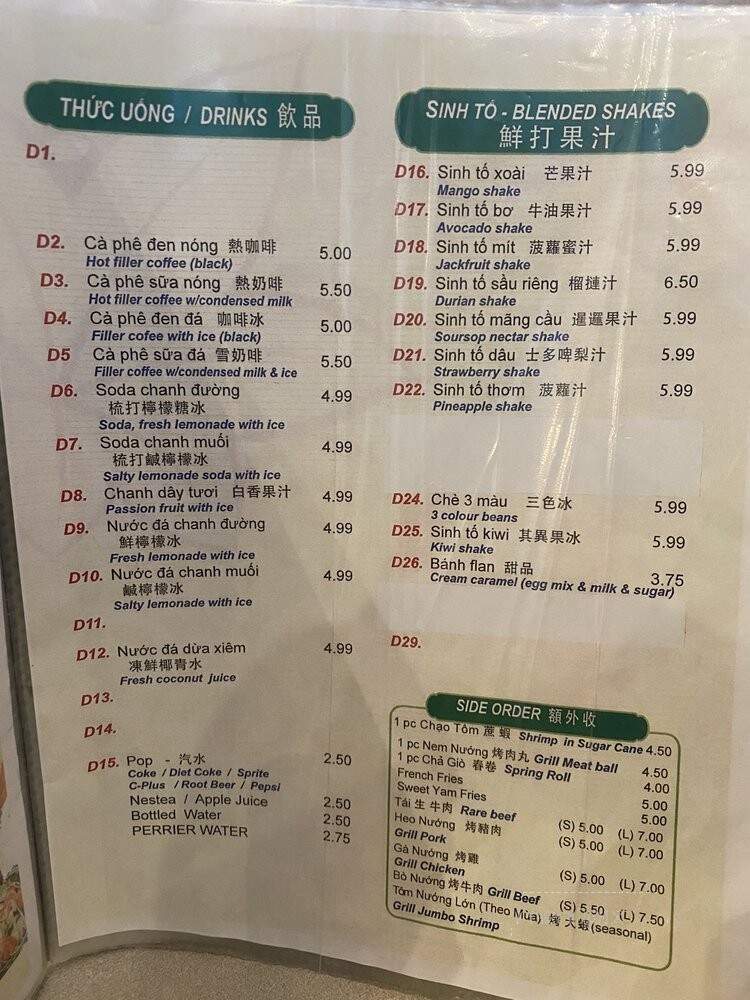 THỨC UỐNG / DRINKS 飲品
D1.
D2. Cà phê đen nóng 熱咖啡 5.00
Hot filler coffee (black)
D3. Cà phê sữa nóng 熱奶啡 5.50
Hot filler coffee w/condensed milk
D4. Cà phê đen đá 咖啡冰 5.00
Filler cofee with ice (black)
D5 Cà phê sữa đá 雪奶啡 5.50
Filler coffee w/condensed milk & ice
D6. Soda chanh đường 4.99
梳打檸檬糖冰
Soda, fresh lemonade with ice
D7. Soda chanh muối 4.99
梳打鹹檸檬冰
Salty lemonade soda with ice
D8. Chanh dây tươi 白香果汁 4.99
Passion fruit with ice
D9. Nước đá chanh đường 4.99
鮮檸檬冰
Fresh lemonade with ice
D10. Nước đá chanh muối 4.99
鹹檸檬冰
Salty lemonade with ice
D11.
D12. Nước đá dừa xiêm 4.99
凍鮮椰青水
Fresh coconut juice
D13.
D14.
D15. Pop - 汽水 2.50
Coke / Diet Coke / Sprite
C-Plus / Root Beer / Pepsi
Nestea / Apple Juice 2.50
Bottled Water 2.50
PERRIER WATER 2.75
SINH TỐ - BLENDED SHAKES
鮮打果汁
D16. Sinh tố xoài 芒果汁 5.99
Mango shake
D17. Sinh tố bơ 牛油果汁 5.99
Avocado shake
D18. Sinh tố mít 菠蘿蜜汁 5.99
Jackfruit shake
D19. Sinh tố sầu riêng 榴槤汁 6.50
Durian shake
D20. Sinh tố mãng cầu 暹邏果汁 5.99
Soursop nectar shake
D21. Sinh tố dâu 士多啤梨汁 5.99
Strawberry shake
D22. Sinh tố thơm 菠蘿汁 5.99
Pineapple shake
D24. Chè 3 màu 三色冰 5.99
3 colour beans
D25. Sinh tố kiwi 其異果冰 5.99
Kiwi shake
D26. Bánh flan 甜品 3.75
Cream caramel (egg mix & milk & sugar)
D29.
SIDE ORDER 額外收
1 pc Chạo Tôm 蔗蝦 Shrimp in Sugar Cane 4.50
1 pc Nem Nướng 烤肉丸 Grill Meat ball 4.50
1 pc Chả Giò 春卷 Spring Roll 4.00
French Fries 5.00
Sweet Yam Fries 5.00
Tái 生牛肉 Rare beef (S) 5.00 (L) 7.00
Heo Nướng 烤豬肉 (S) 5.00 (L) 7.00
Grill Pork
Gà Nướng 烤雞 (S) 5.00 (L) 7.00
Grill Chicken
Bò Nướng 烤牛肉 Grill Beef (S) 5.50 (L) 7.50
Tôm Nướng Lớn (Theo Mùa) 烤大蝦 (seasonal)
Grill Jumbo Shrimp